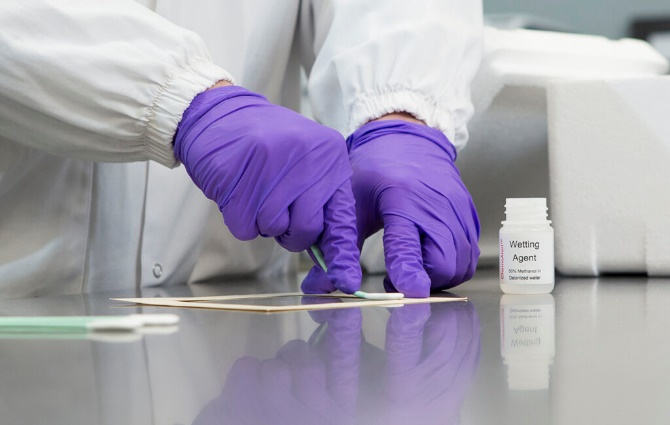 Wetting
Agent
50% Methanol in
Deionized water